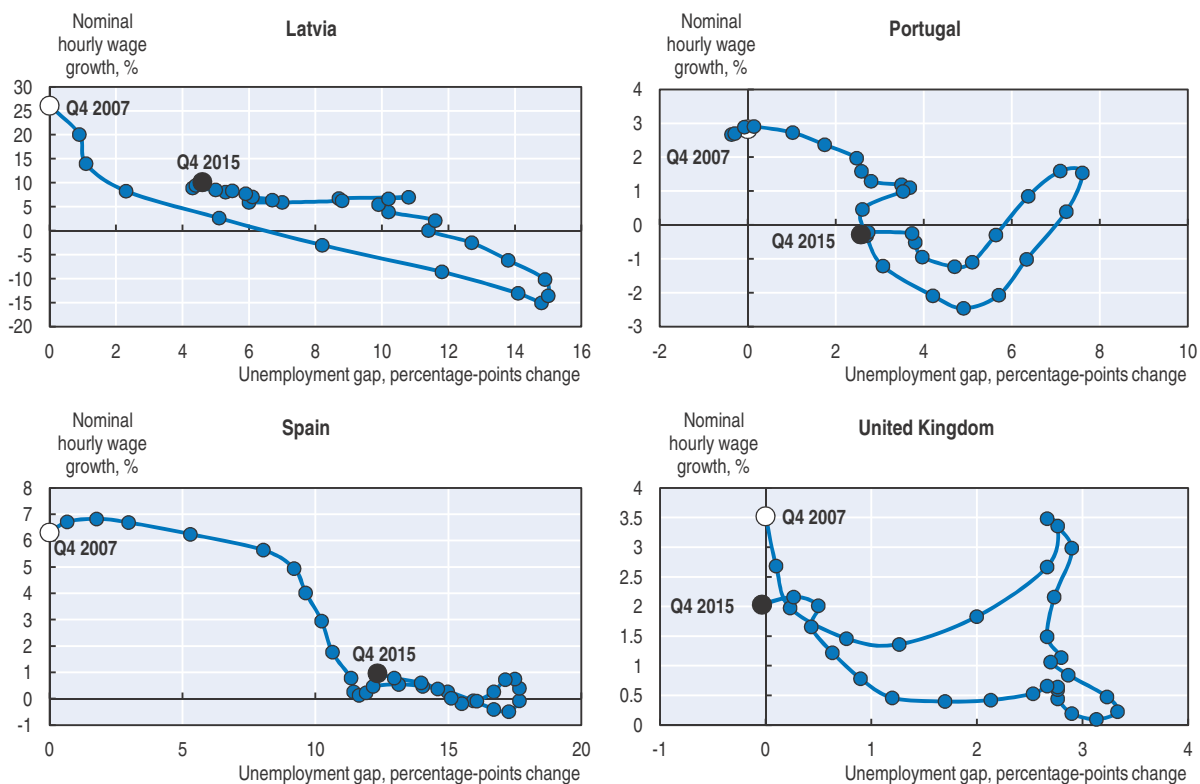 Nominal
hourly wage
growth, %
Latvia
30
25
20
15
10
5
0
-5
-10
-15
-20
Q4 2007
Q4 2015
0 2 4 6 8 10 12 14 16
Unemployment gap, percentage-points change
Nominal
hourly wage
growth, %
Portugal
4
3
2
1
0
-1
-2
-3
Q4 2007
Q4 2015
-2 0 2 4 6 8 10
Unemployment gap, percentage-points change
Nominal
hourly wage
growth, %
Spain
8
7
6
5
4
3
2
1
0
-1
Q4 2007
Q4 2015
0 5 10 15 20
Unemployment gap, percentage-points change
Nominal
hourly wage
growth, %
United Kingdom
4
3.5
3
2.5
2
1.5
1
0.5
0
Q4 2007
Q4 2015
-1 0 1 2 3 4
Unemployment gap, percentage-points change